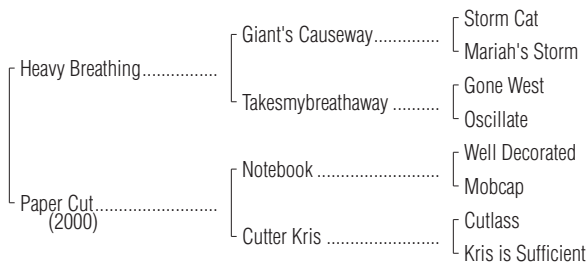 Storm Cat
Giant's Causeway...............
Mariah's Storm
Heavy Breathing...............
Gone West
Takesmybreathaway ..........
Oscillate
Well Decorated
Notebook .......................
Mobcap
Paper Cut........................
(2000)
Cutlass
Cutter Kris .....................
Kris is Sufficient